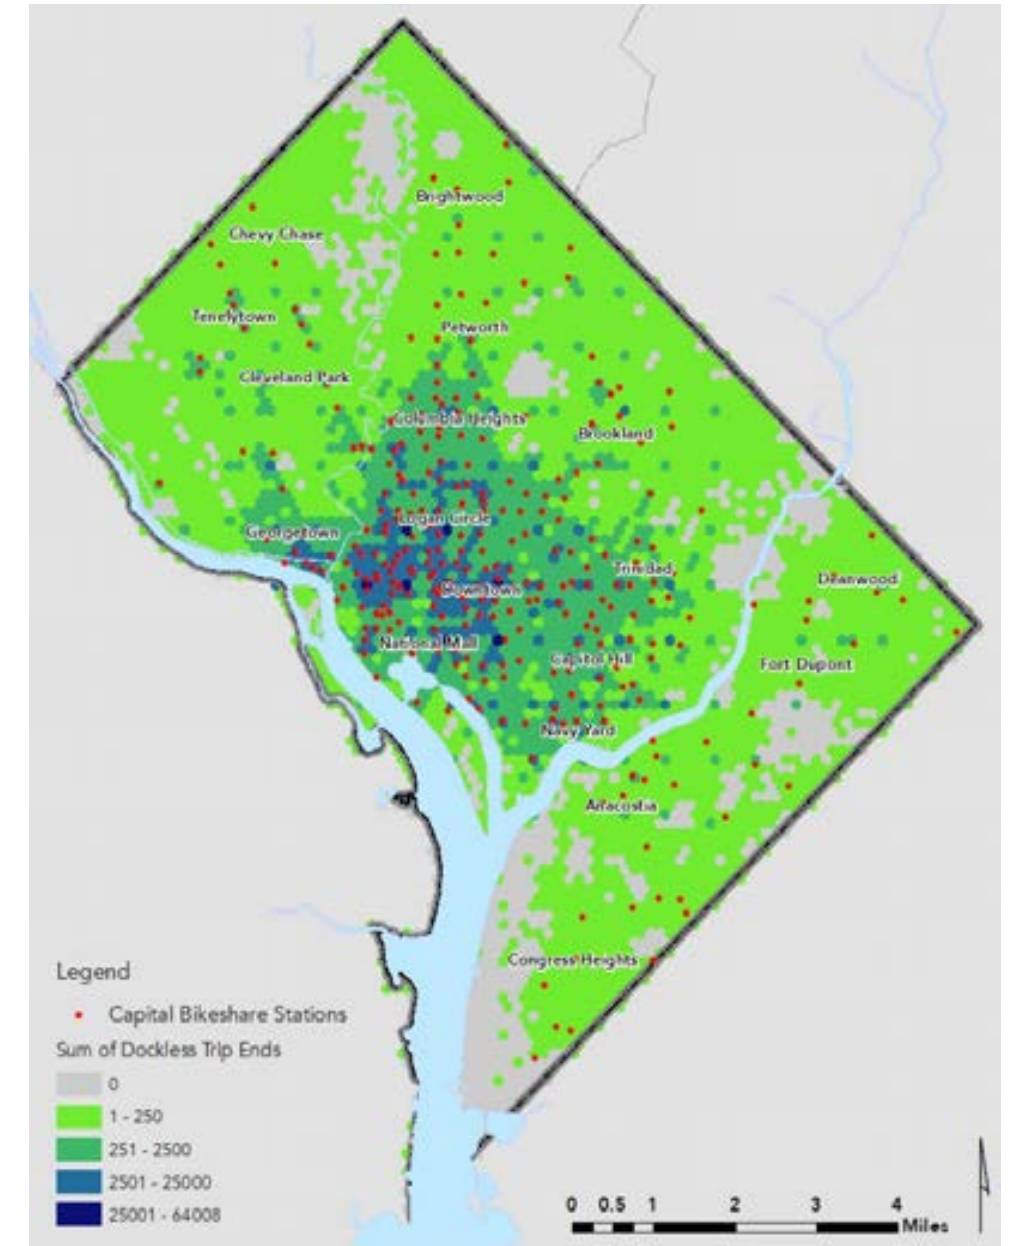 Brightwood
Chevy Chase
Tenelytown
Petworth
Cleveland Park
Columbia Heights
Brookland
Logan Circle
Georgetown
Trinidad
Downtown
Deanwood
National Mall
Capitol Hill
Fort Dupont
Navy Yard
Anacostia
Congress Heights
Legend
Capital Bikeshare Stations
Sum of Dockless Trip Ends
0
1 - 250
251 - 2500
2501 - 25000
25001 - 64008
0 0.5 1 2 3 4
Miles